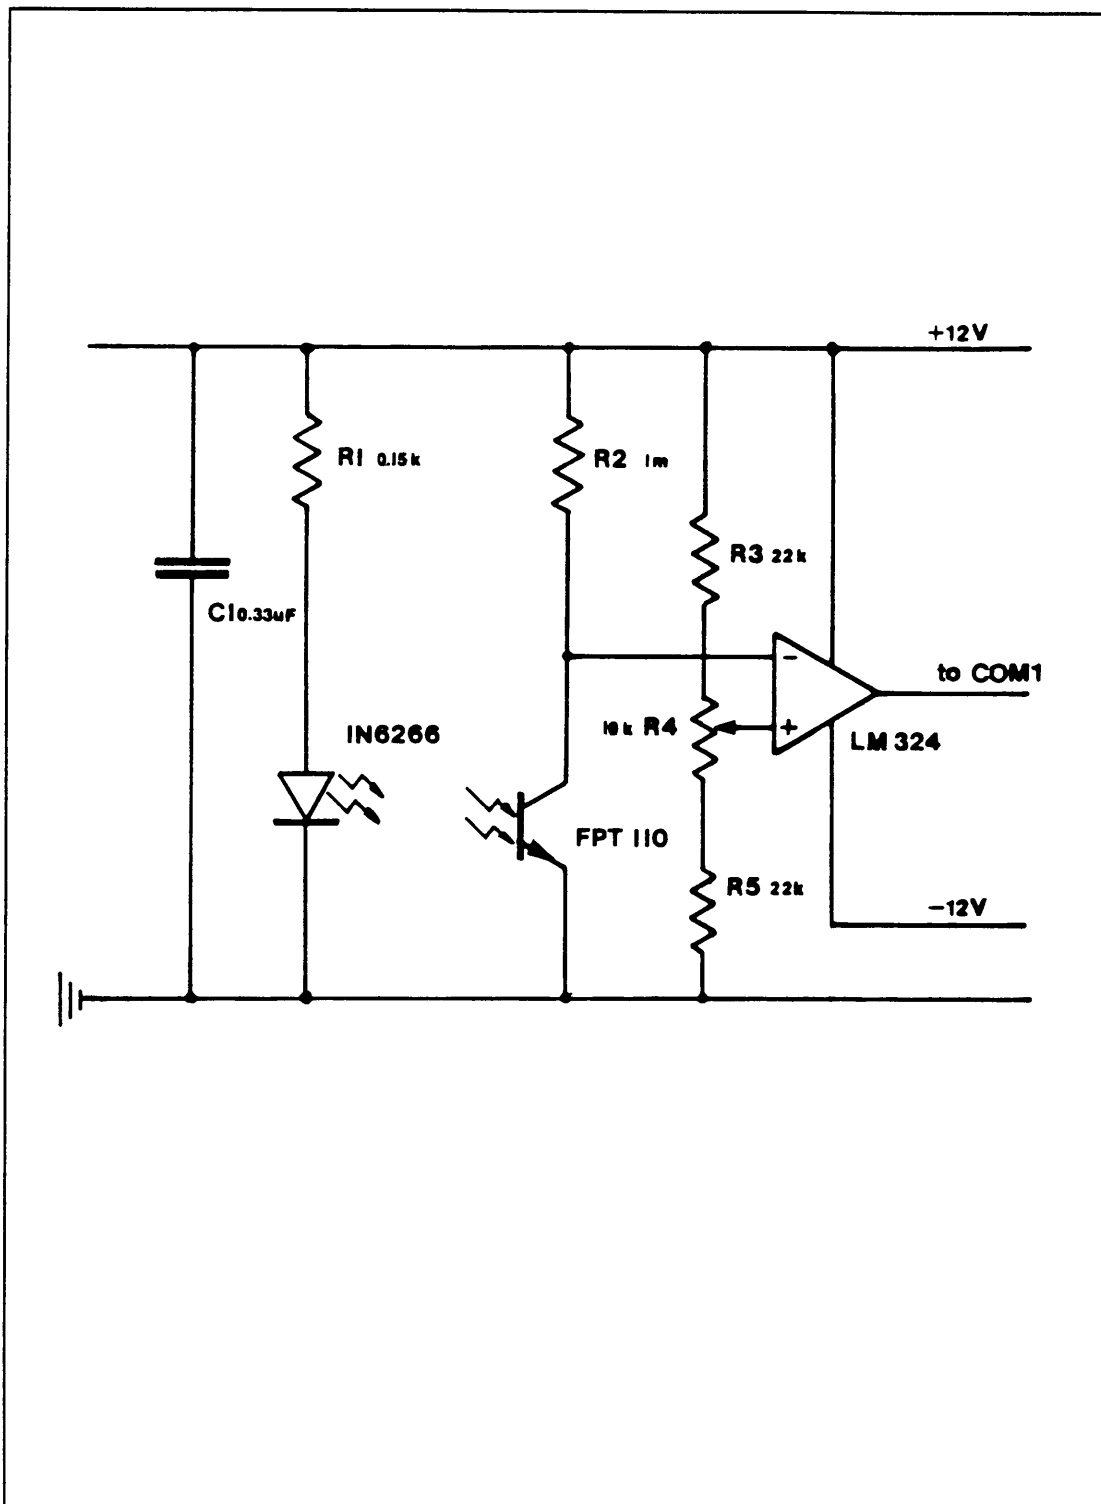 +12V
R1 0.15k
R2 1m
R3 22k
C1 0.33uF
-
to COM1
10k R4
+
LM 324
IN6266
FPT 110
R5 22k
-12V